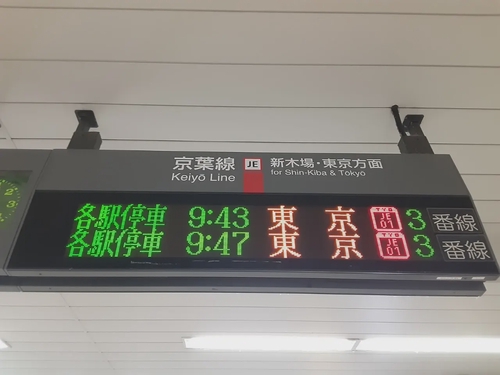 京葉線 JE 新木場・東京方面
Keiyō Line for Shin-Kiba & Tōkyō
各駅停車 9:43 東京 TYO JE 01 3 番線
各駅停車 9:47 東京 TYO JE 01 3 番線